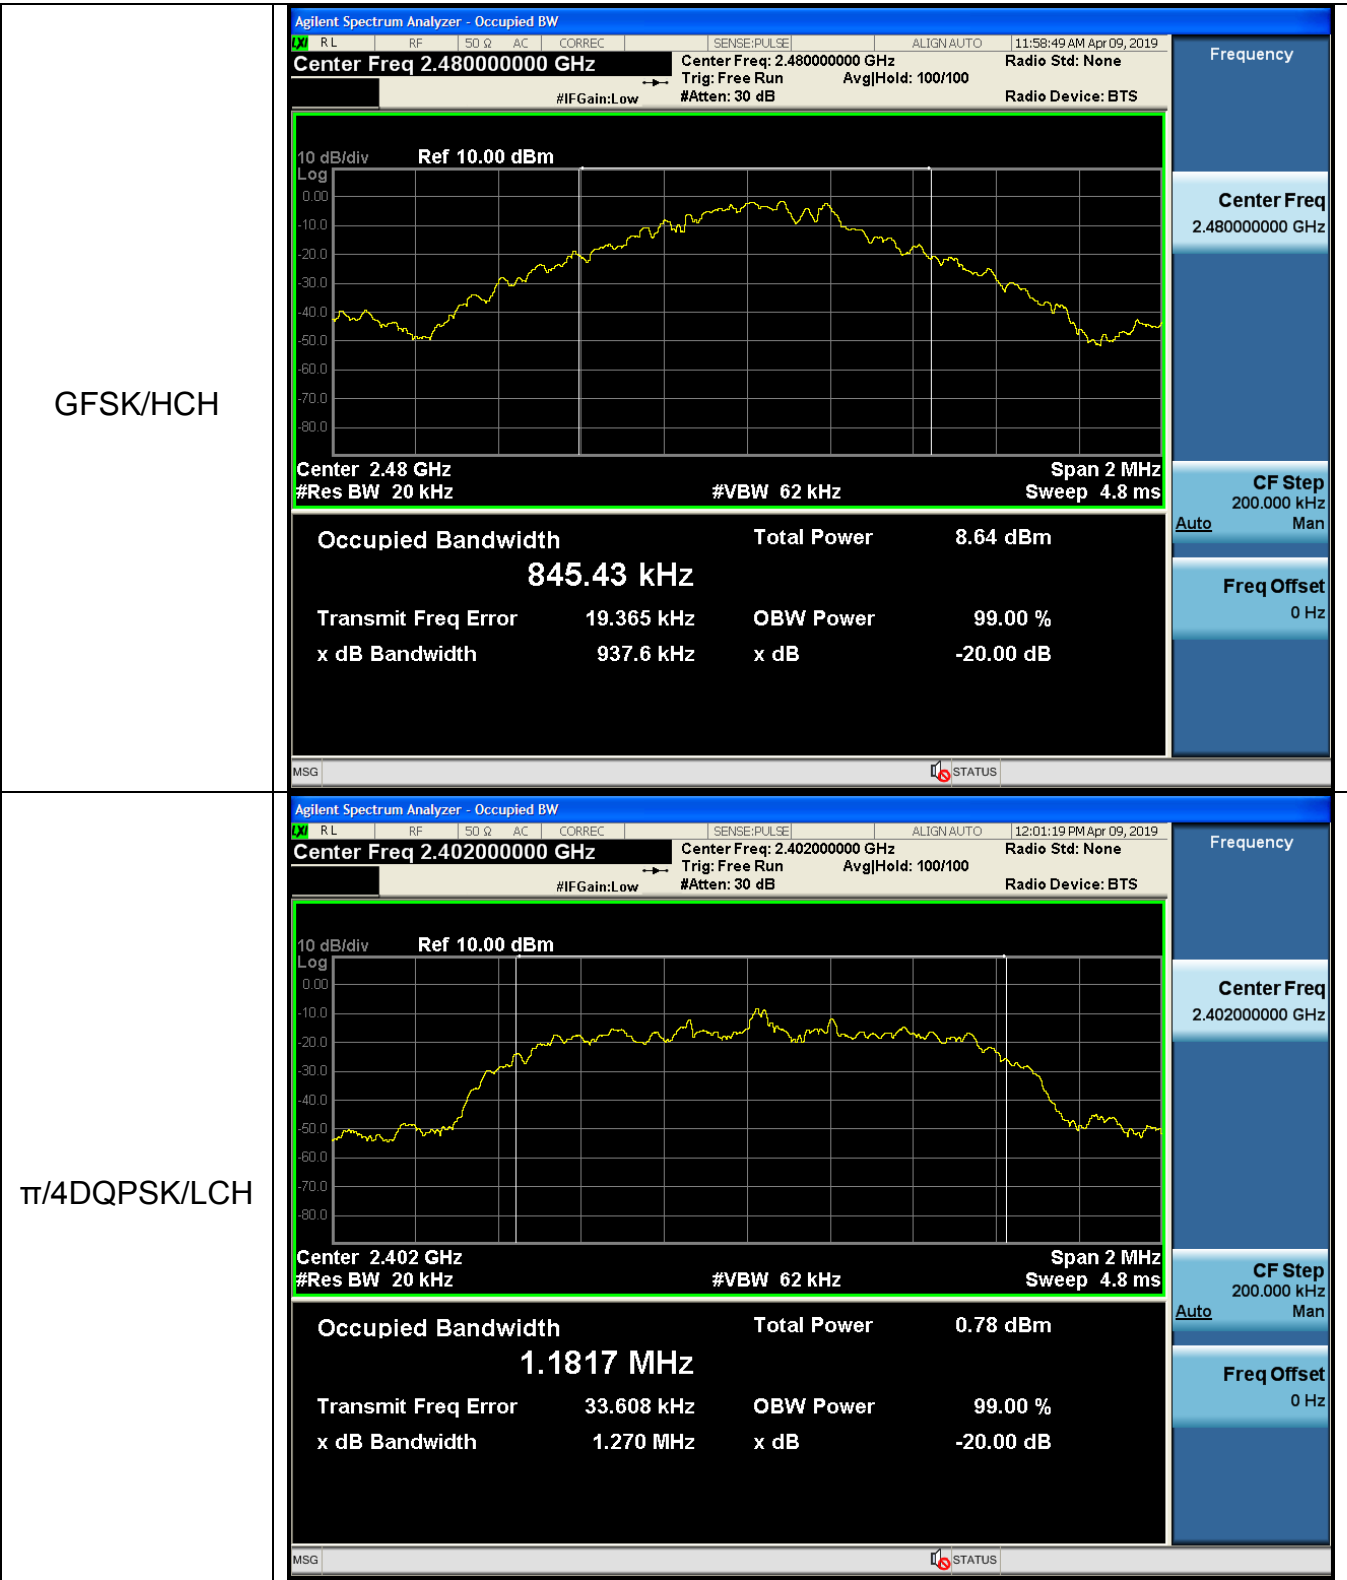 GFSK/HCH
Agilent Spectrum Analyzer - Occupied BW
LXI RL RF 50 Ω AC CORREC SENSE:PULSE ALIGN AUTO 11:58:49 AM Apr 09, 2019
Center Freq 2.480000000 GHz
Center Freq: 2.480000000 GHz
Radio Std: None
Trig: Free Run Avg|Hold: 100/100
#IFGain:Low #Atten: 30 dB Radio Device: BTS
10 dB/div Ref 10.00 dBm
Log
0.00
-10.0
-20.0
-30.0
-40.0
-50.0
-60.0
-70.0
-80.0
Center 2.48 GHz Span 2 MHz
#Res BW 20 kHz #VBW 62 kHz Sweep 4.8 ms
Occupied Bandwidth Total Power 8.64 dBm
845.43 kHz
Transmit Freq Error 19.365 kHz OBW Power 99.00 %
x dB Bandwidth 937.6 kHz x dB -20.00 dB
MSG STATUS
Frequency
Center Freq
2.480000000 GHz
CF Step
200.000 kHz
Auto Man
Freq Offset
0 Hz
π/4DQPSK/LCH
Agilent Spectrum Analyzer - Occupied BW
LXI RL RF 50 Ω AC CORREC SENSE:PULSE ALIGN AUTO 12:01:19 PM Apr 09, 2019
Center Freq 2.402000000 GHz
Center Freq: 2.402000000 GHz
Radio Std: None
Trig: Free Run Avg|Hold: 100/100
#IFGain:Low #Atten: 30 dB Radio Device: BTS
10 dB/div Ref 10.00 dBm
Log
0.00
-10.0
-20.0
-30.0
-40.0
-50.0
-60.0
-70.0
-80.0
Center 2.402 GHz Span 2 MHz
#Res BW 20 kHz #VBW 62 kHz Sweep 4.8 ms
Occupied Bandwidth Total Power 0.78 dBm
1.1817 MHz
Transmit Freq Error 33.608 kHz OBW Power 99.00 %
x dB Bandwidth 1.270 MHz x dB -20.00 dB
MSG STATUS
Frequency
Center Freq
2.402000000 GHz
CF Step
200.000 kHz
Auto Man
Freq Offset
0 Hz